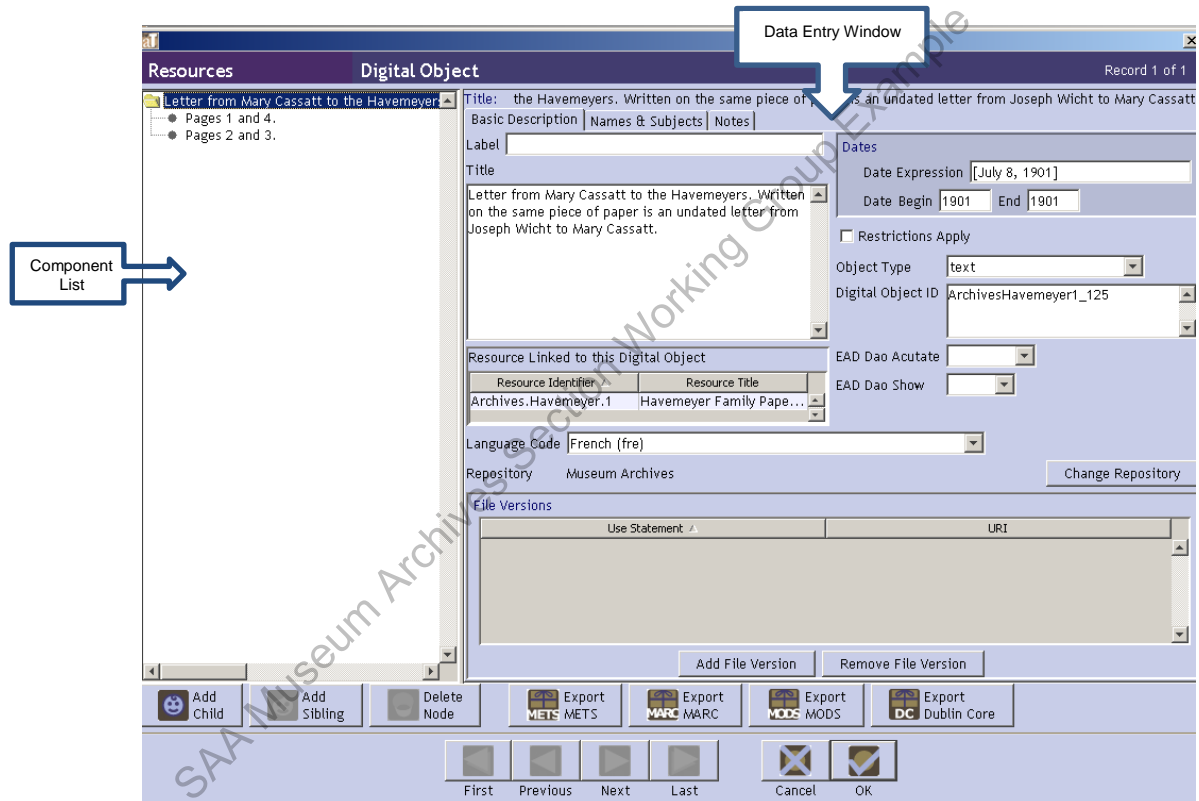 Data Entry Window
aT
Resources
Digital Object
Record 1 of 1
Letter from Mary Cassatt to the Havemeyers
Pages 1 and 4.
Pages 2 and 3.
Component
List
Title: the Havemeyers. Written on the same piece of p is an undated letter from Joseph Wicht to Mary Cassatt
Basic Description Names & Subjects Notes
Label
Title
Letter from Mary Cassatt to the Havemeyers. Written
on the same piece of paper is an undated letter from
Joseph Wicht to Mary Cassatt.
Dates
Date Expression [July 8, 1901]
Date Begin 1901 End 1901
Restrictions Apply
Object Type text
Digital Object ID ArchivesHavemeyer1_125
EAD Dao Acutate
EAD Dao Show
Resource Linked to this Digital Object
Resource Identifier Resource Title
Archives.Havemeyer.1 Havemeyer Family Pape...
Language Code French (fre)
Repository Museum Archives
Change Repository
File Versions
Use Statement URI
Add File Version Remove File Version
Add
Child
Add
Sibling
Delete
Node
METS
Export
METS
MARC
Export
MARC
MODS
Export
MODS
DC
Export
Dublin Core
First Previous Next Last Cancel OK
SAA Museum Archives Section Working Group Example